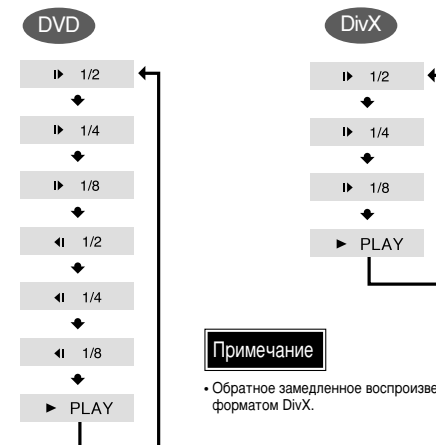 DVD
I▶ 1/2
I▶ 1/4
I▶ 1/8
◀I 1/2
◀I 1/4
◀I 1/8
► PLAY
DivX
I▶ 1/2
I▶ 1/4
I▶ 1/8
► PLAY
Примечание
• Обратное замедленное воспроизве
форматом DivX.